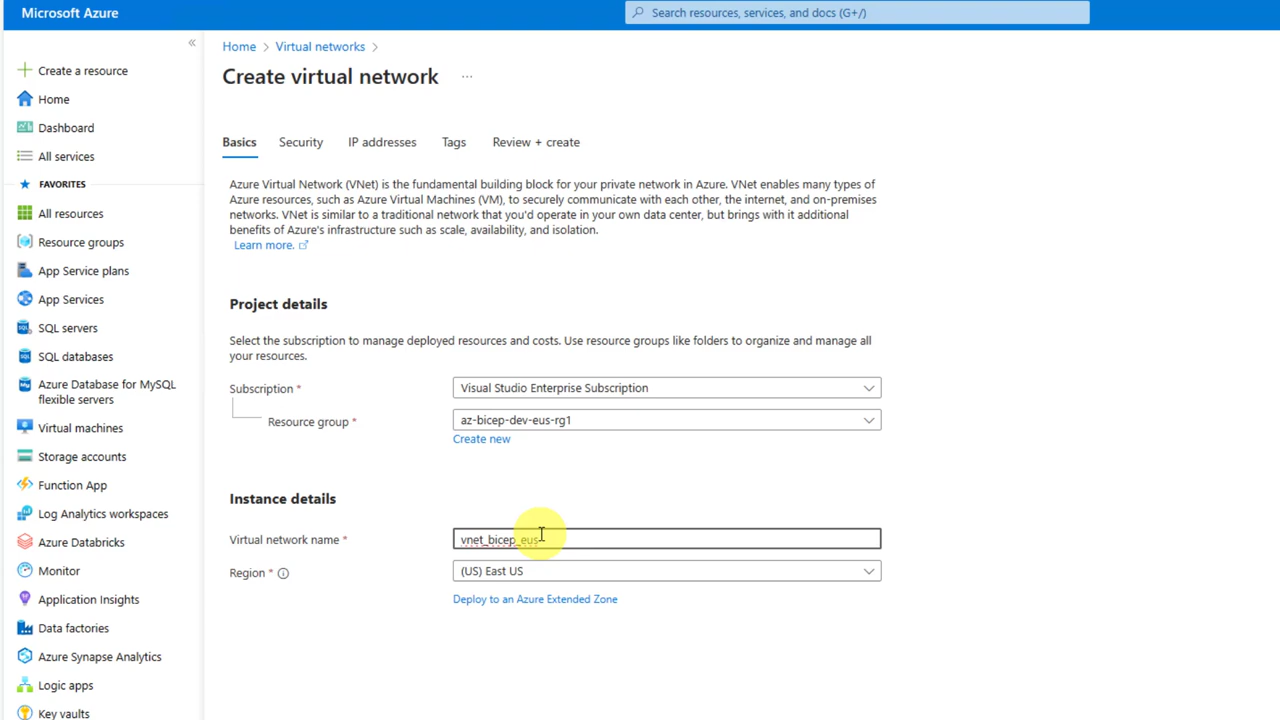 Microsoft Azure
Search resources, services, and docs (G+/)
Create a resource
Home
Dashboard
All services
FAVORITES
All resources
Resource groups
App Service plans
App Services
SQL servers
SQL databases
Azure Database for MySQL
flexible servers
Virtual machines
Storage accounts
Function App
Log Analytics workspaces
Azure Databricks
Monitor
Application Insights
Data factories
Azure Synapse Analytics
Logic apps
Key vaults
Home > Virtual networks >
Create virtual network ...
Basics Security IP addresses Tags Review + create
Azure Virtual Network (VNet) is the fundamental building block for your private network in Azure. VNet enables many types of
Azure resources, such as Azure Virtual Machines (VM), to securely communicate with each other, the internet, and on-premises
networks. VNet is similar to a traditional network that you'd operate in your own data center, but brings with it additional
benefits of Azure's infrastructure such as scale, availability, and isolation.
Learn more.
Project details
Select the subscription to manage deployed resources and costs. Use resource groups like folders to organize and manage all
your resources.
Subscription * Visual Studio Enterprise Subscription
Resource group * az-bicep-dev-eus-rg1
Create new
Instance details
Virtual network name * vnet_bicep_eus
Region * (US) East US
Deploy to an Azure Extended Zone